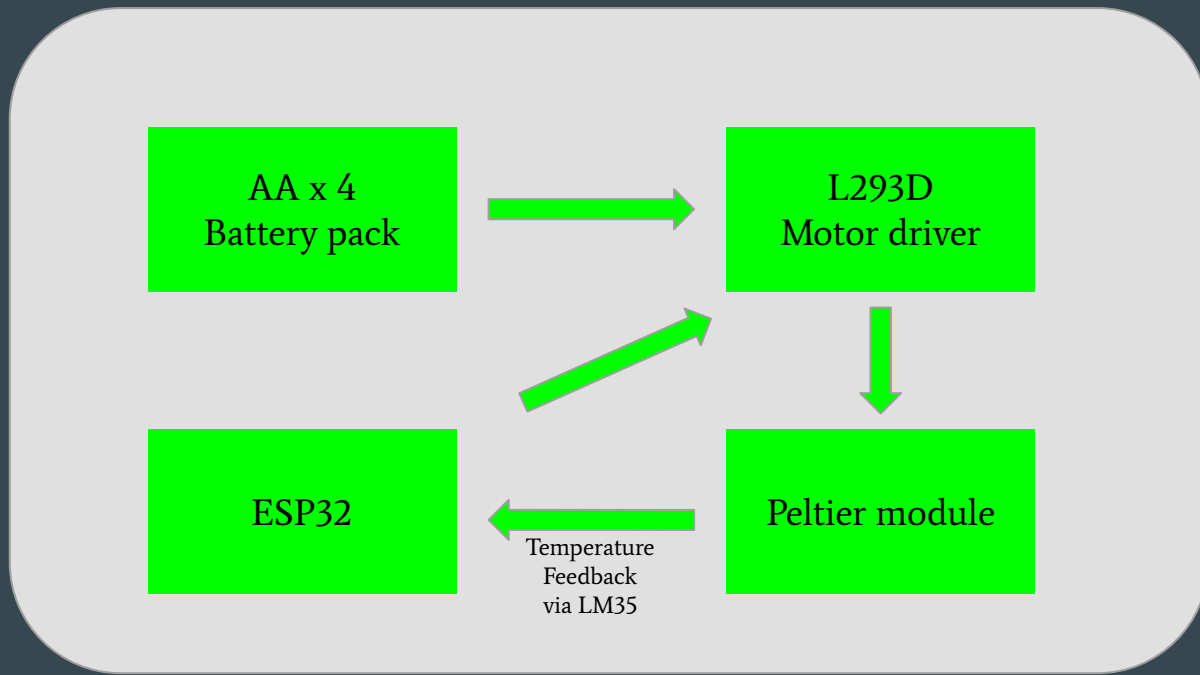 AA x 4
Battery pack
L293D
Motor driver
ESP32
Peltier module
Temperature
Feedback
via LM35